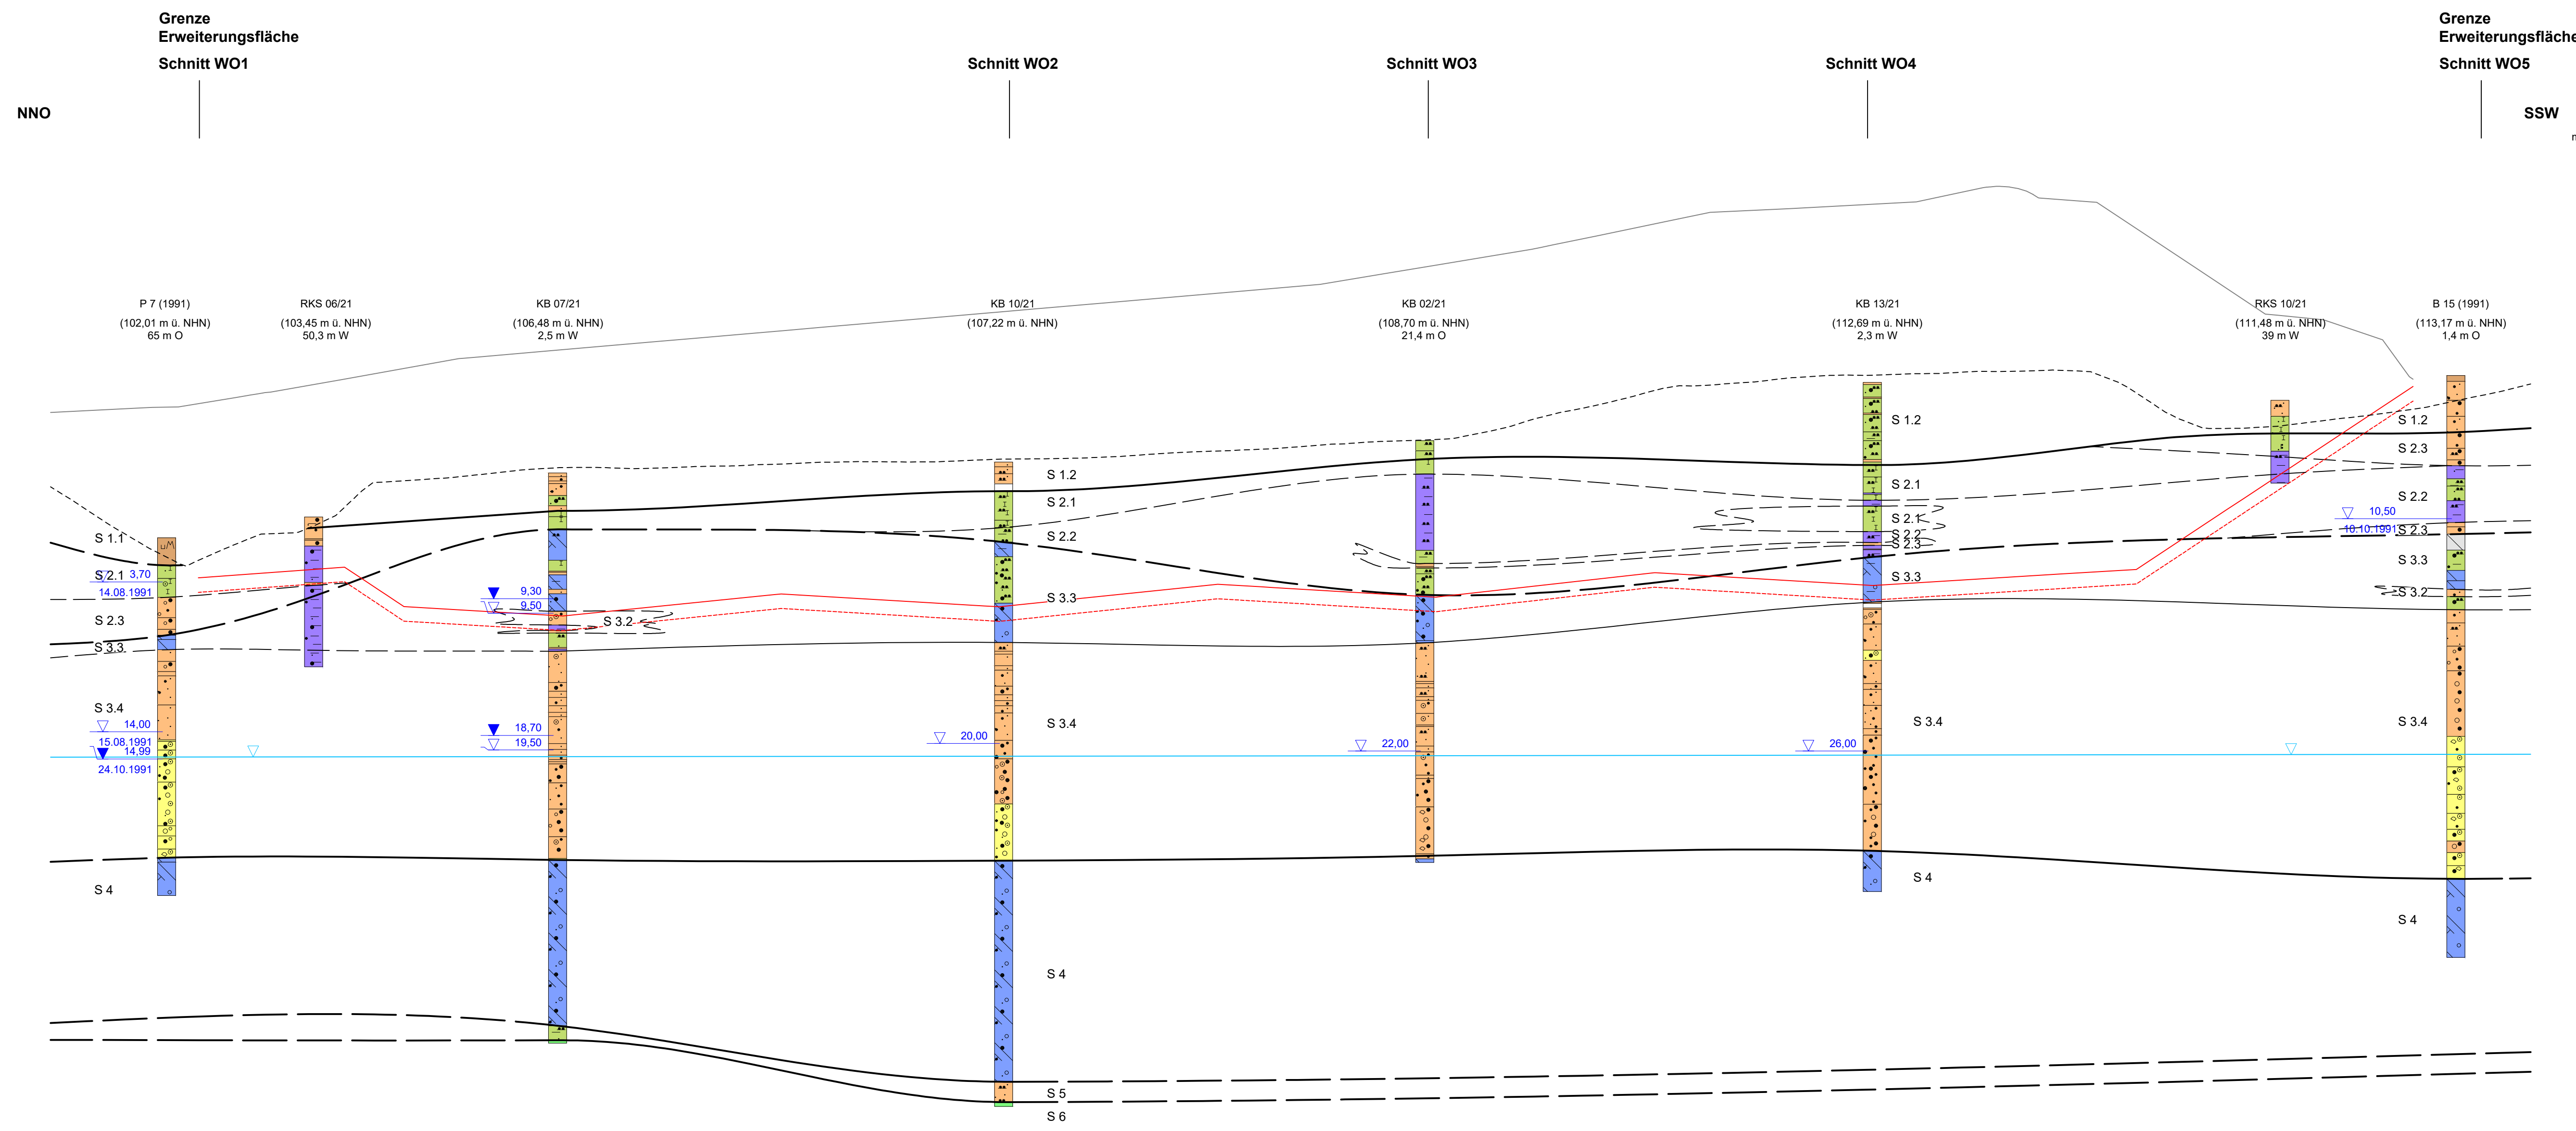 Grenze
Erweiterungsfläche
Schnitt WO1
Schnitt WO2
Schnitt WO3
Schnitt WO4
Grenze
Erweiterungsfläche
Schnitt WO5
NNO
SSW
P 7 (1991)
(102,01 m ü. NHN)
65 m O
RKS 06/21
(103,45 m ü. NHN)
50,3 m W
KB 07/21
(106,48 m ü. NHN)
2,5 m W
KB 10/21
(107,22 m ü. NHN)
KB 02/21
(108,70 m ü. NHN)
21,4 m O
KB 13/21
(112,69 m ü. NHN)
2,3 m W
RKS 10/21
(111,48 m ü. NHN)
39 m W
B 15 (1991)
(113,17 m ü. NHN)
1,4 m O
S 1.1
S 2.1
3,70
14.08.1991
S 2.3
S 3.3
S 3.4
14,00
15.08.1991
14,99
24.10.1991
S 4
9,30
9,50
S 3.2
18,70
19,50
S 1.2
S 2.1
S 2.2
S 3.3
S 3.4
20,00
S 4
S 5
S 6
22,00
S 1.2
S 2.1
S 2.1
S 2.2
S 2.3
S 3.3
S 3.4
26,00
S 4
S 1.2
S 2.3
S 2.2
10,50
10.10.1991
S 2.3
S 3.3
S 3.2
S 3.4
S 4